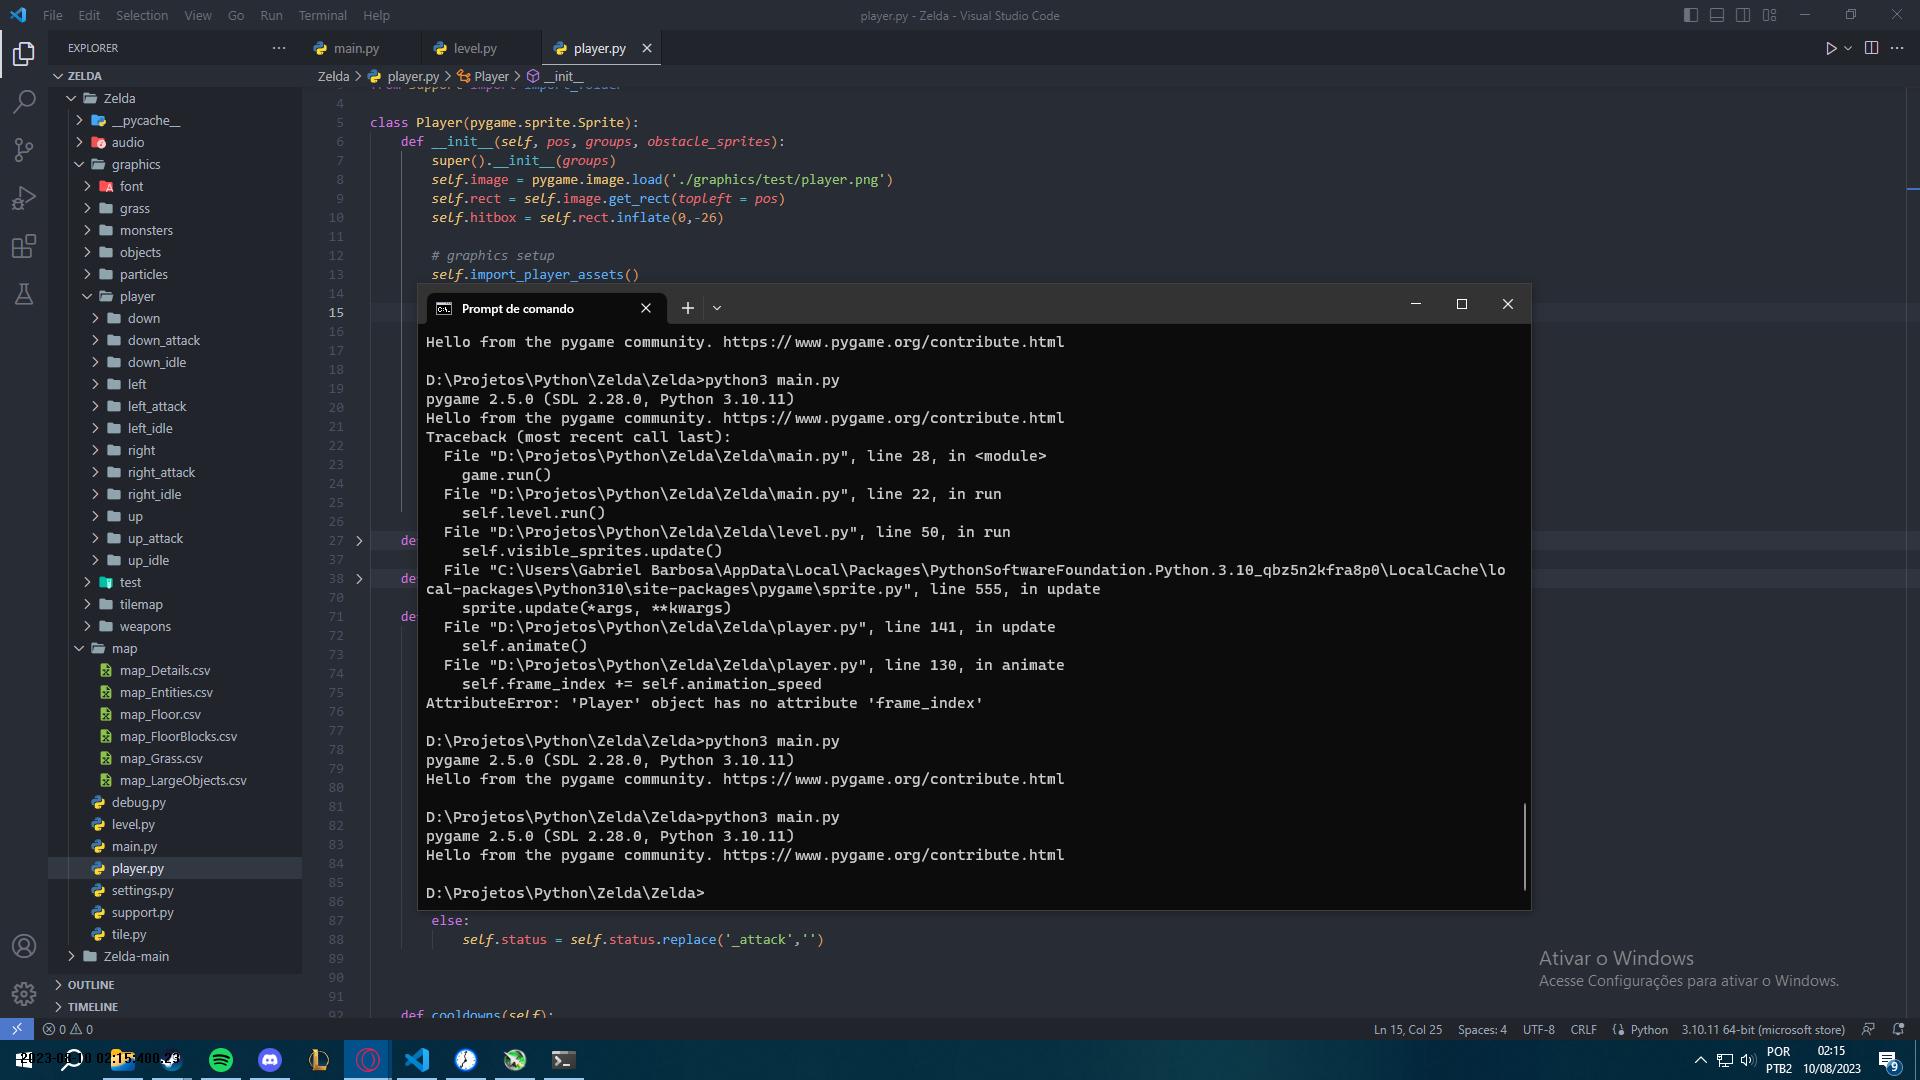 File Edit Selection View Go Run Terminal Help
player.py - Zelda - Visual Studio Code
EXPLORER
main.py
level.py
player.py
ZELDA
Zelda
__pycache__
audio
graphics
font
grass
monsters
objects
particles
player
down
down_attack
down_idle
left
left_attack
left_idle
right
right_attack
right_idle
up
up_attack
up_idle
test
tilemap
weapons
map
map_Details.csv
map_Entities.csv
map_Floor.csv
map_FloorBlocks.csv
map_Grass.csv
map_LargeObjects.csv
debug.py
level.py
main.py
player.py
settings.py
support.py
tile.py
Zelda-main
OUTLINE
TIMELINE
Zelda > player.py > Player > __init__
from support import import_folder
4
5 class Player(pygame.sprite.Sprite):
6 def __init__(self, pos, groups, obstacle_sprites):
7 super().__init__(groups)
8 self.image = pygame.image.load('./graphics/test/player.png')
9 self.rect = self.image.get_rect(topleft = pos)
10 self.hitbox = self.rect.inflate(0,-26)
11
12 # graphics setup
13 self.import_player_assets()
14
15
16
17
18
19
20
21
22
23
24
25
26
27 de
37
38 de
70
71 de
72
73
74
75
76
77
78
79
80
81
82
83
84
85
86
87 else:
88 self.status = self.status.replace('_attack','')
89
90
91
92 def cooldowns(self):
Prompt de comando
Hello from the pygame community. https://www.pygame.org/contribute.html
D:\Projetos\Python\Zelda\Zelda>python3 main.py
pygame 2.5.0 (SDL 2.28.0, Python 3.10.11)
Hello from the pygame community. https://www.pygame.org/contribute.html
Traceback (most recent call last):
File "D:\Projetos\Python\Zelda\Zelda\main.py", line 28, in <module>
game.run()
File "D:\Projetos\Python\Zelda\Zelda\main.py", line 22, in run
self.level.run()
File "D:\Projetos\Python\Zelda\Zelda\level.py", line 50, in run
self.visible_sprites.update()
File "C:\Users\Gabriel Barbosa\AppData\Local\Packages\PythonSoftwareFoundation.Python.3.10_qbz5n2kfra8p0\LocalCache\lo
cal-packages\Python310\site-packages\pygame\sprite.py", line 555, in update
sprite.update(*args, **kwargs)
File "D:\Projetos\Python\Zelda\Zelda\player.py", line 141, in update
self.animate()
File "D:\Projetos\Python\Zelda\Zelda\player.py", line 130, in animate
self.frame_index += self.animation_speed
AttributeError: 'Player' object has no attribute 'frame_index'
D:\Projetos\Python\Zelda\Zelda>python3 main.py
pygame 2.5.0 (SDL 2.28.0, Python 3.10.11)
Hello from the pygame community. https://www.pygame.org/contribute.html
D:\Projetos\Python\Zelda\Zelda>python3 main.py
pygame 2.5.0 (SDL 2.28.0, Python 3.10.11)
Hello from the pygame community. https://www.pygame.org/contribute.html
D:\Projetos\Python\Zelda\Zelda>
Ativar o Windows
Acesse Configurações para ativar o Windows.
0 0
Ln 15, Col 25 Spaces: 4 UTF-8 CRLF Python 3.10.11 64-bit (microsoft store)
POR
PTB2
02:15
10/08/2023
9